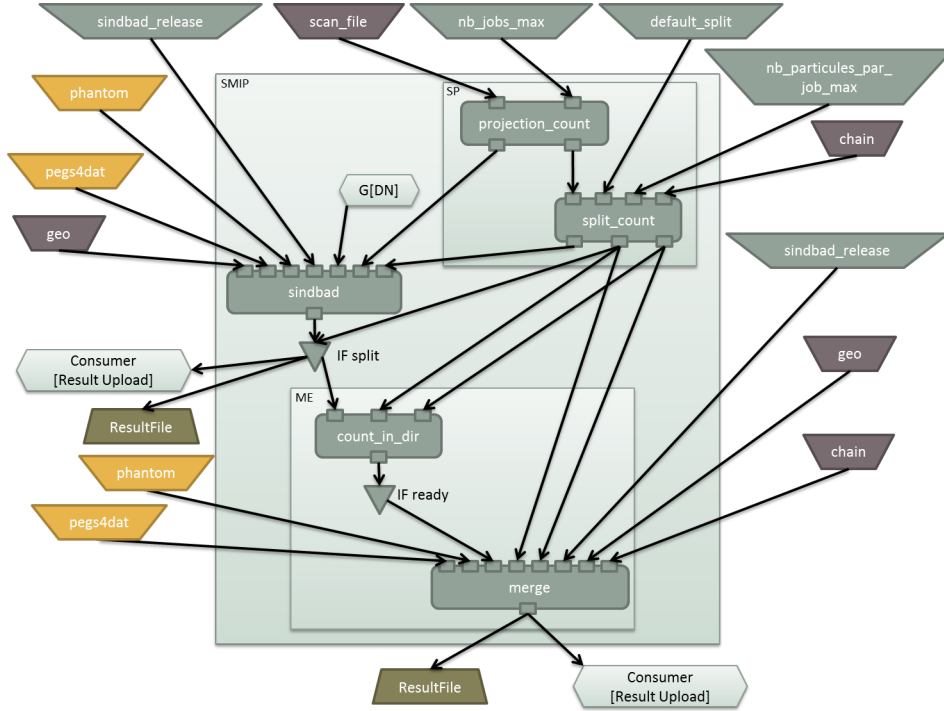 sindbad_release
scan_file
nb_jobs_max
default_split
nb_particules_par_
job_max
phantom
SMIP
SP
projection_count
chain
pegs4dat
G[DN]
geo
split_count
sindbad_release
sindbad
IF split
Consumer
[Result Upload]
geo
ME
ResultFile
count_in_dir
chain
phantom
IF ready
pegs4dat
merge
ResultFile
Consumer
[Result Upload]